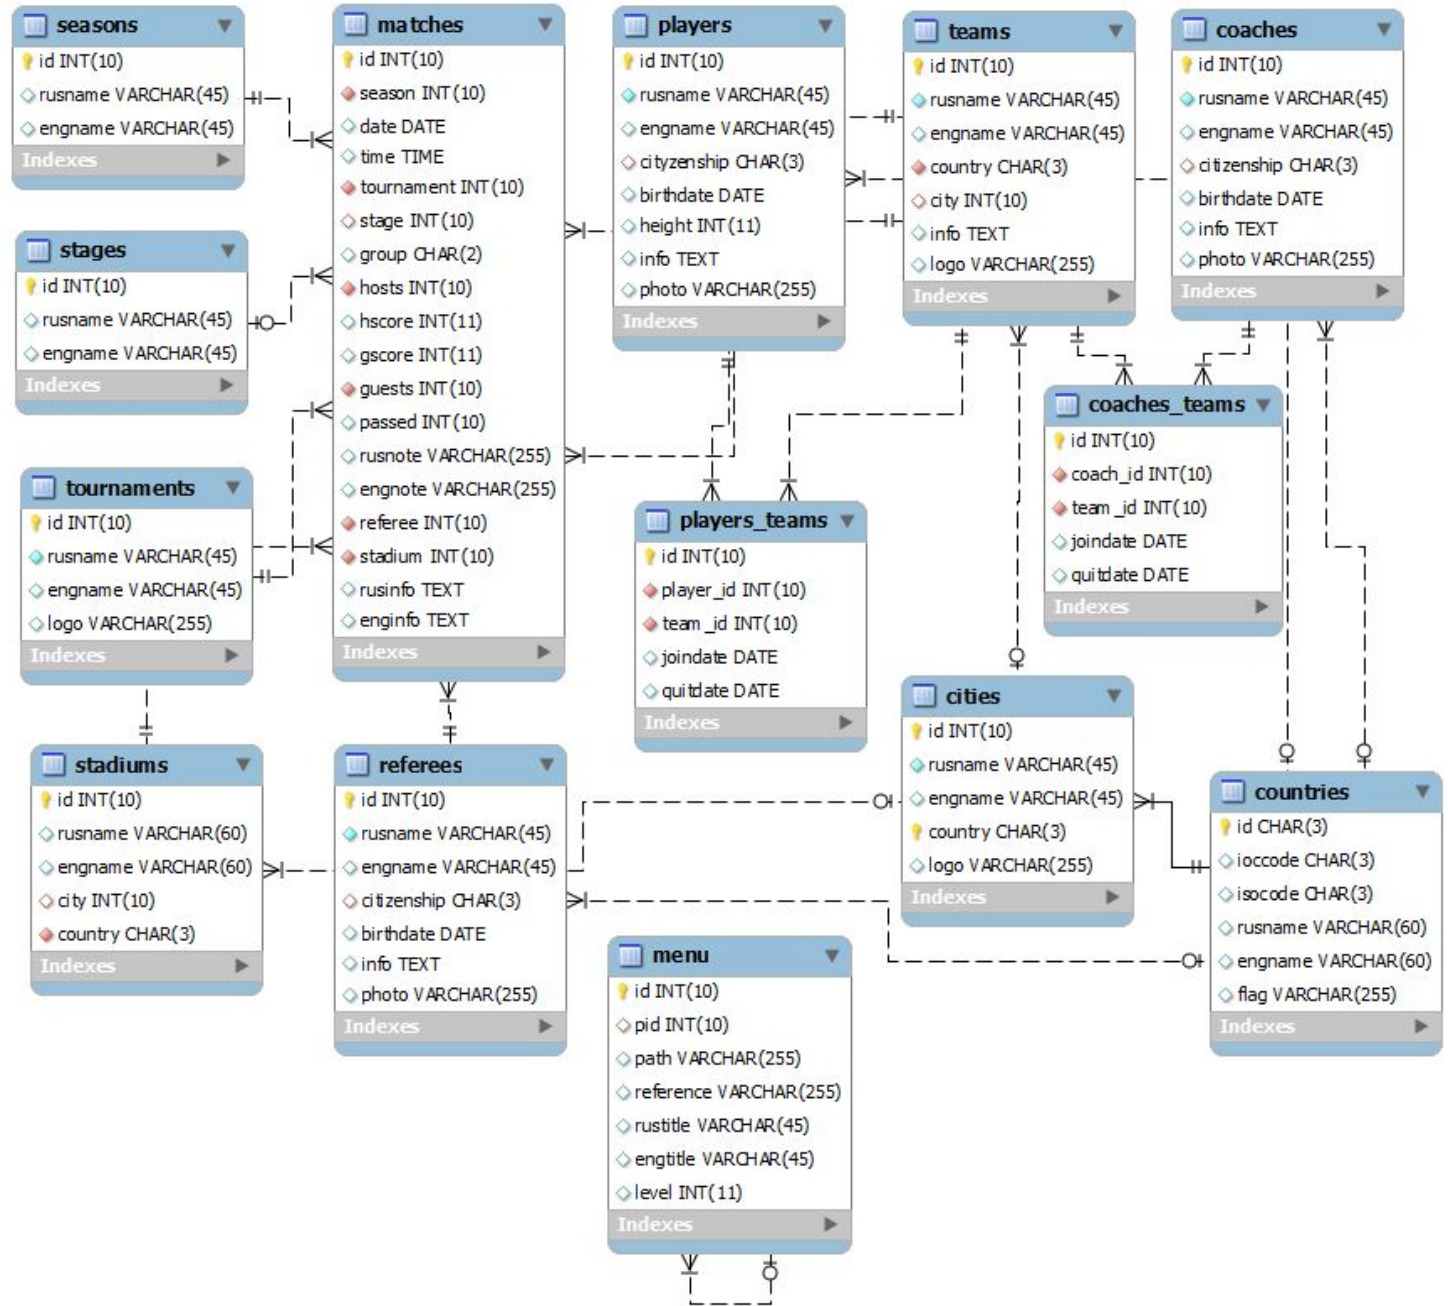 seasons
id INT(10)
rusname VARCHAR(45)
engname VARCHAR(45)
Indexes
matches
id INT(10)
season INT(10)
date DATE
time TIME
tournament INT(10)
stage INT(10)
group CHAR(2)
hosts INT(10)
hscore INT(11)
gscore INT(11)
guests INT(10)
passed INT(10)
rusnote VARCHAR(255)
engnote VARCHAR(255)
referee INT(10)
stadium INT(10)
rusinfo TEXT
enginfo TEXT
Indexes
players
id INT(10)
rusname VARCHAR(45)
engname VARCHAR(45)
cityzenship CHAR(3)
birthdate DATE
height INT(11)
info TEXT
photo VARCHAR(255)
Indexes
teams
id INT(10)
rusname VARCHAR(45)
engname VARCHAR(45)
country CHAR(3)
city INT(10)
info TEXT
logo VARCHAR(255)
Indexes
coaches
id INT(10)
rusname VARCHAR(45)
engname VARCHAR(45)
citizenship CHAR(3)
birthdate DATE
info TEXT
photo VARCHAR(255)
Indexes
stages
id INT(10)
rusname VARCHAR(45)
engname VARCHAR(45)
Indexes
coaches_teams
id INT(10)
coach_id INT(10)
team_id INT(10)
joindate DATE
quitdate DATE
Indexes
tournaments
id INT(10)
rusname VARCHAR(45)
engname VARCHAR(45)
logo VARCHAR(255)
Indexes
players_teams
id INT(10)
player_id INT(10)
team_id INT(10)
joindate DATE
quitdate DATE
Indexes
cities
id INT(10)
rusname VARCHAR(45)
engname VARCHAR(45)
country CHAR(3)
logo VARCHAR(255)
Indexes
stadiums
id INT(10)
rusname VARCHAR(60)
engname VARCHAR(60)
city INT(10)
country CHAR(3)
Indexes
referees
id INT(10)
rusname VARCHAR(45)
engname VARCHAR(45)
citizenship CHAR(3)
birthdate DATE
info TEXT
photo VARCHAR(255)
Indexes
countries
id CHAR(3)
ioccode CHAR(3)
isocode CHAR(3)
rusname VARCHAR(60)
engname VARCHAR(60)
flag VARCHAR(255)
Indexes
menu
id INT(10)
pid INT(10)
path VARCHAR(255)
reference VARCHAR(255)
rustitle VARCHAR(45)
engtitle VARCHAR(45)
level INT(11)
Indexes